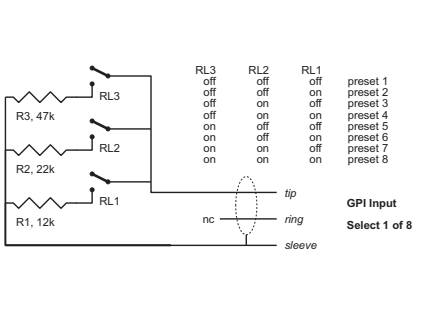 RL3 RL2 RL1
off off off preset 1
off off on preset 2
off on off preset 3
off on on preset 4
on off off preset 5
on off on preset 6
on on off preset 7
on on on preset 8
RL3
R3, 47k
RL2
R2, 22k
RL1
R1, 12k
tip
nc ring
sleeve
GPI Input
Select 1 of 8